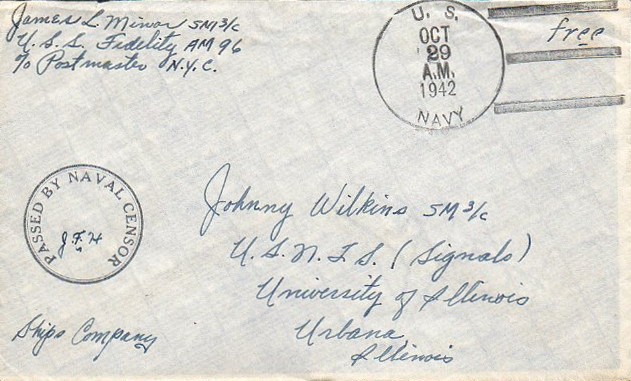 James L. Minor SM3/c
U.S.S. Fidelity AM 96
℅ Postmaster N.Y.C.
U. S.
OCT
29
A.M.
1942
NAVY
free
PASSED BY NAVAL CENSOR
J.F.H
Johnny Wilkins SM3/c
U.S.N.T.S. (Signals)
University of Illinois
Urbana,
Illinois
Ships Company